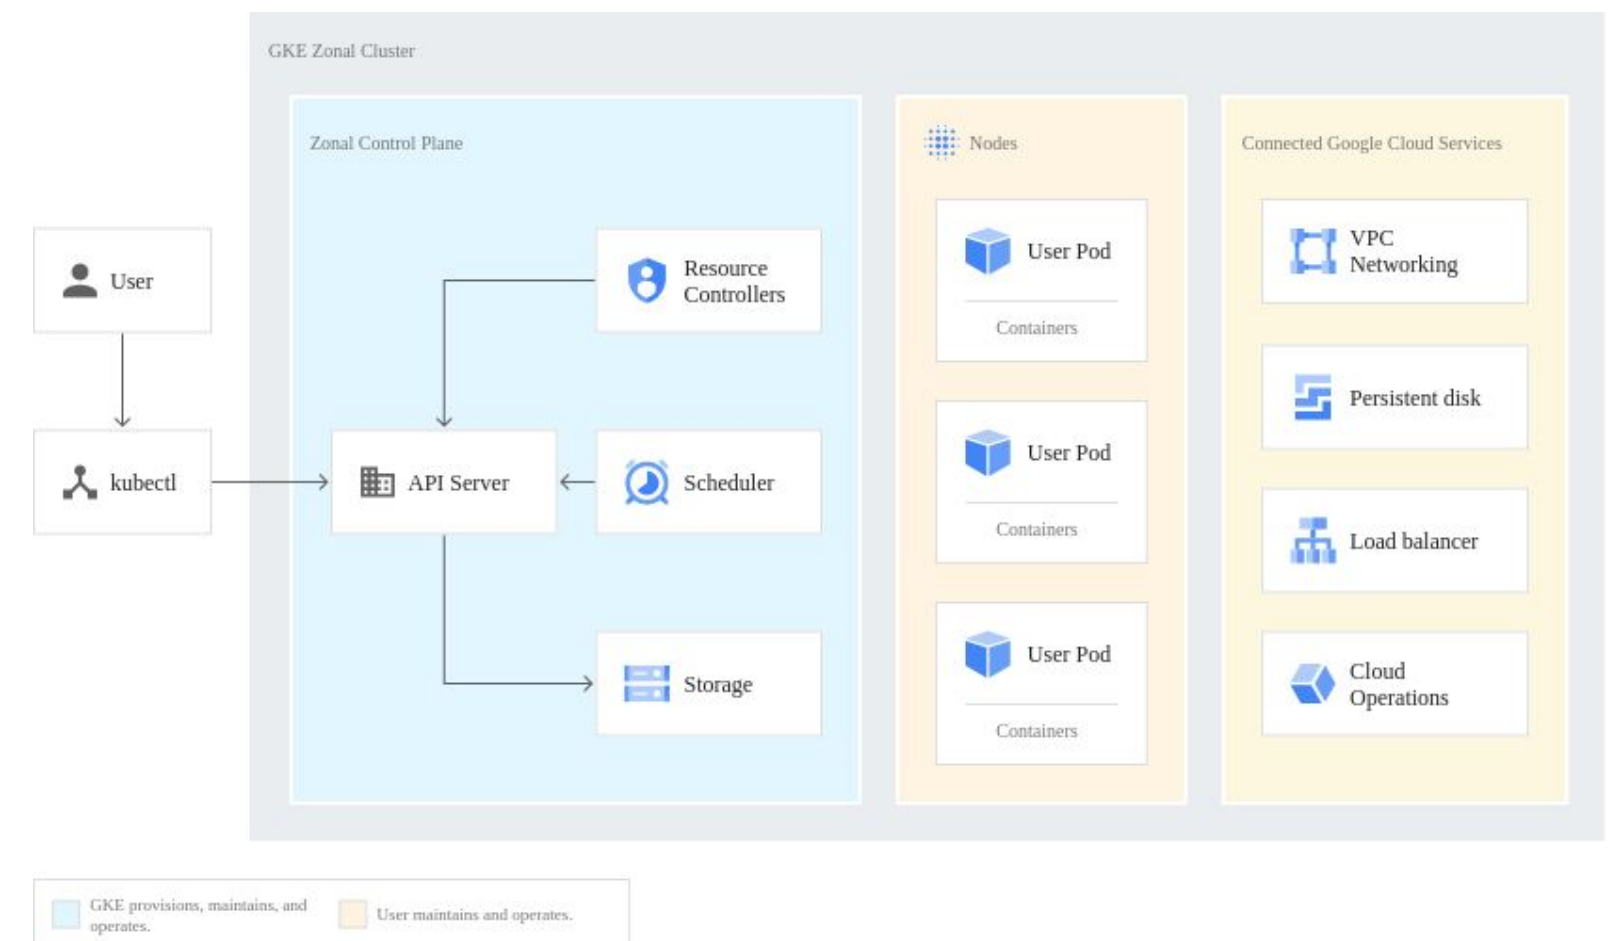 GKE Zonal Cluster
Zonal Control Plane
Nodes
Connected Google Cloud Services
User
kubectl
Resource
Controllers
API Server
Scheduler
Storage
User Pod
Containers
User Pod
Containers
User Pod
Containers
VPC
Networking
Persistent disk
Load balancer
Cloud
Operations
GKE provisions, maintains, and
operates.
User maintains and operates.